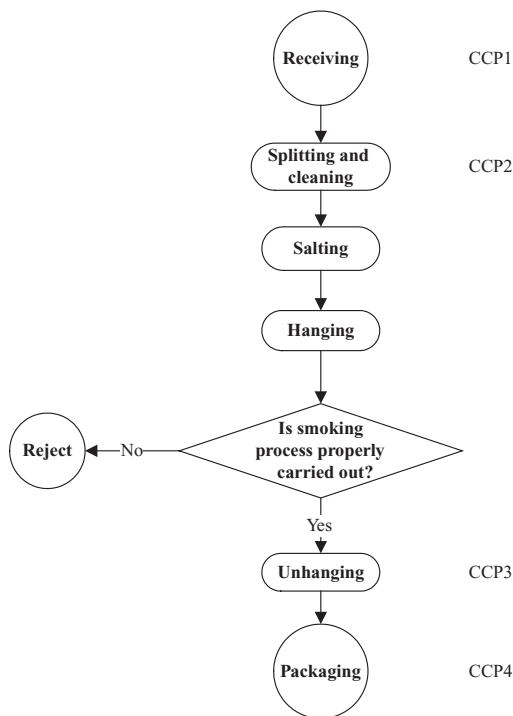 Receiving
CCP1
Splitting and
cleaning
CCP2
Salting
Hanging
Is smoking
process properly
carried out?
No
Reject
Yes
Unhanging
CCP3
Packaging
CCP4